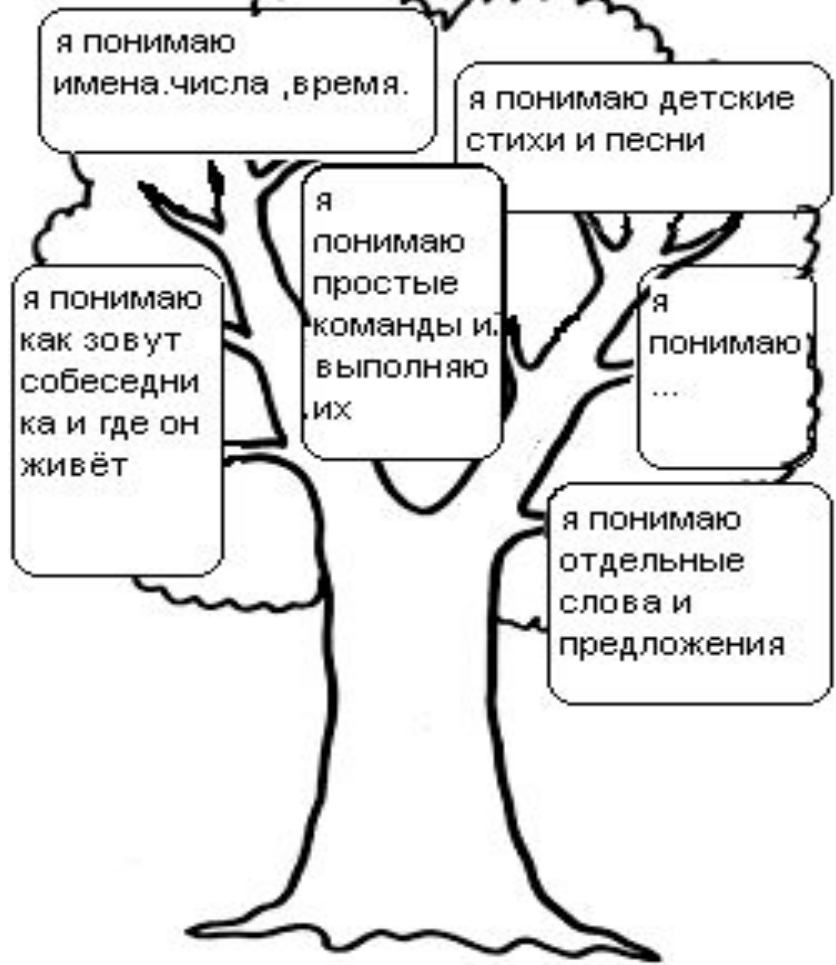 я понимаю
имена.числа ,время.
я понимаю детские
стихи и песни
я
понимаю
простые
команды и
выполняю
их
я понимаю
как зовут
собеседни
ка и где он
живёт
я
понимаю
...
я понимаю
отдельные
слова и
предложения